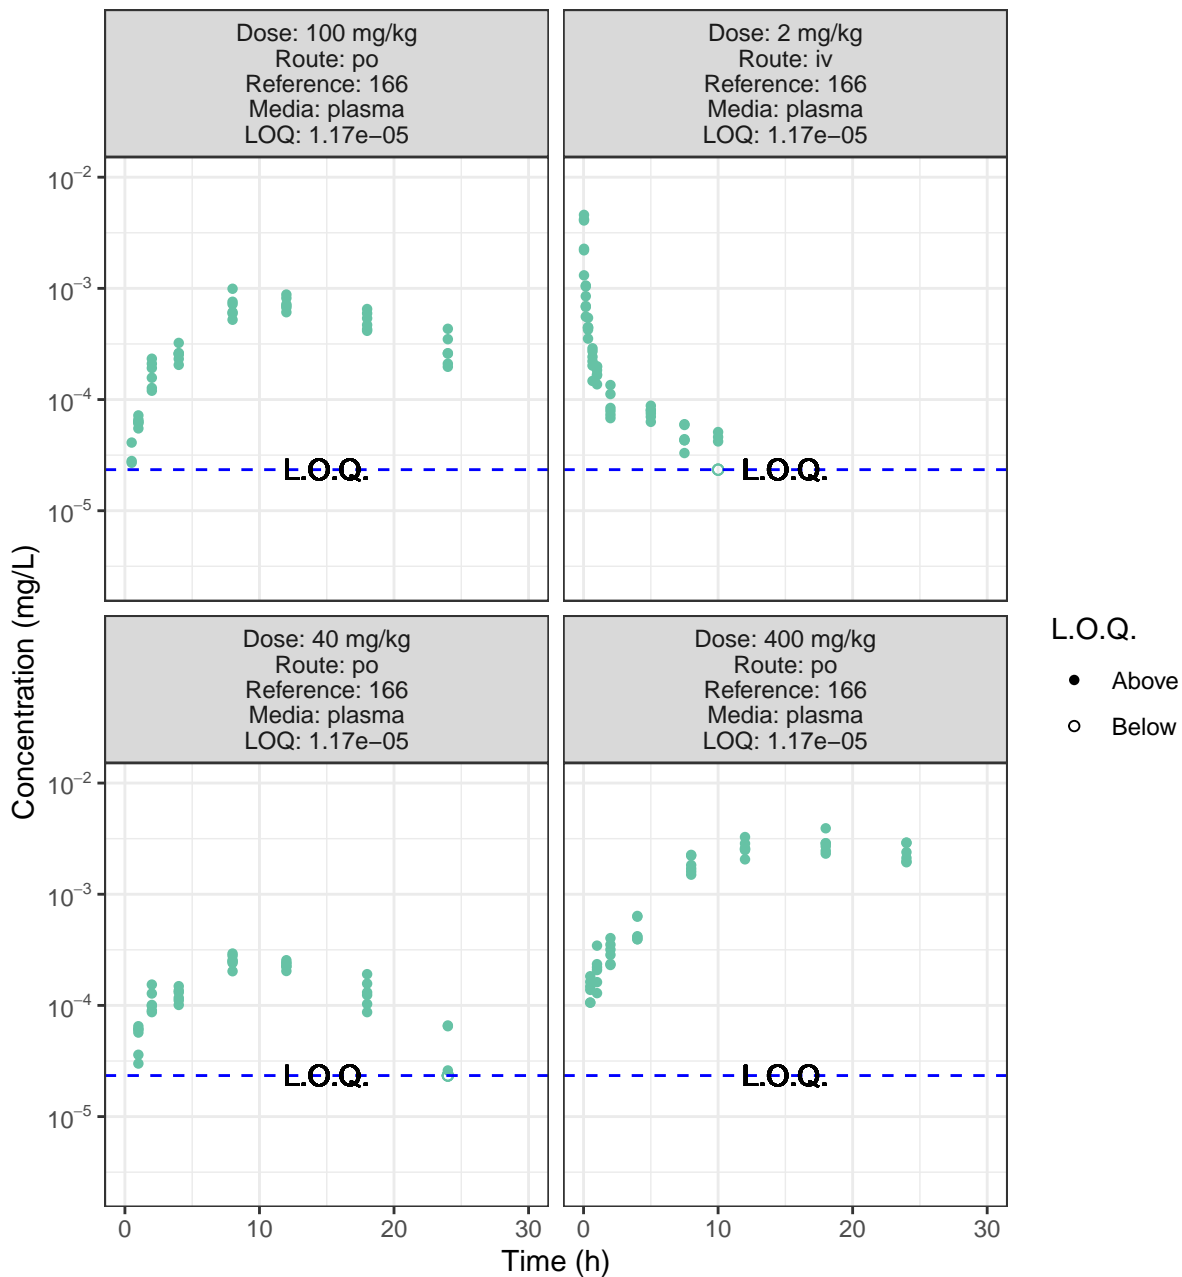 Dose: 100 mg/kg
Route: po
Reference: 166
Media: plasma
LOQ: 1.17e−05
Dose: 2 mg/kg
Route: iv
Reference: 166
Media: plasma
LOQ: 1.17e−05
10−2
10−3
10−4
10−5
L.O.Q.
L.O.Q.
Dose: 40 mg/kg
Route: po
Reference: 166
Media: plasma
LOQ: 1.17e−05
Dose: 400 mg/kg
Route: po
Reference: 166
Media: plasma
LOQ: 1.17e−05
10−2
10−3
10−4
10−5
L.O.Q.
L.O.Q.
0 10 20 30
0 10 20 30
Time (h)
Concentration (mg/L)
L.O.Q.
Above
Below